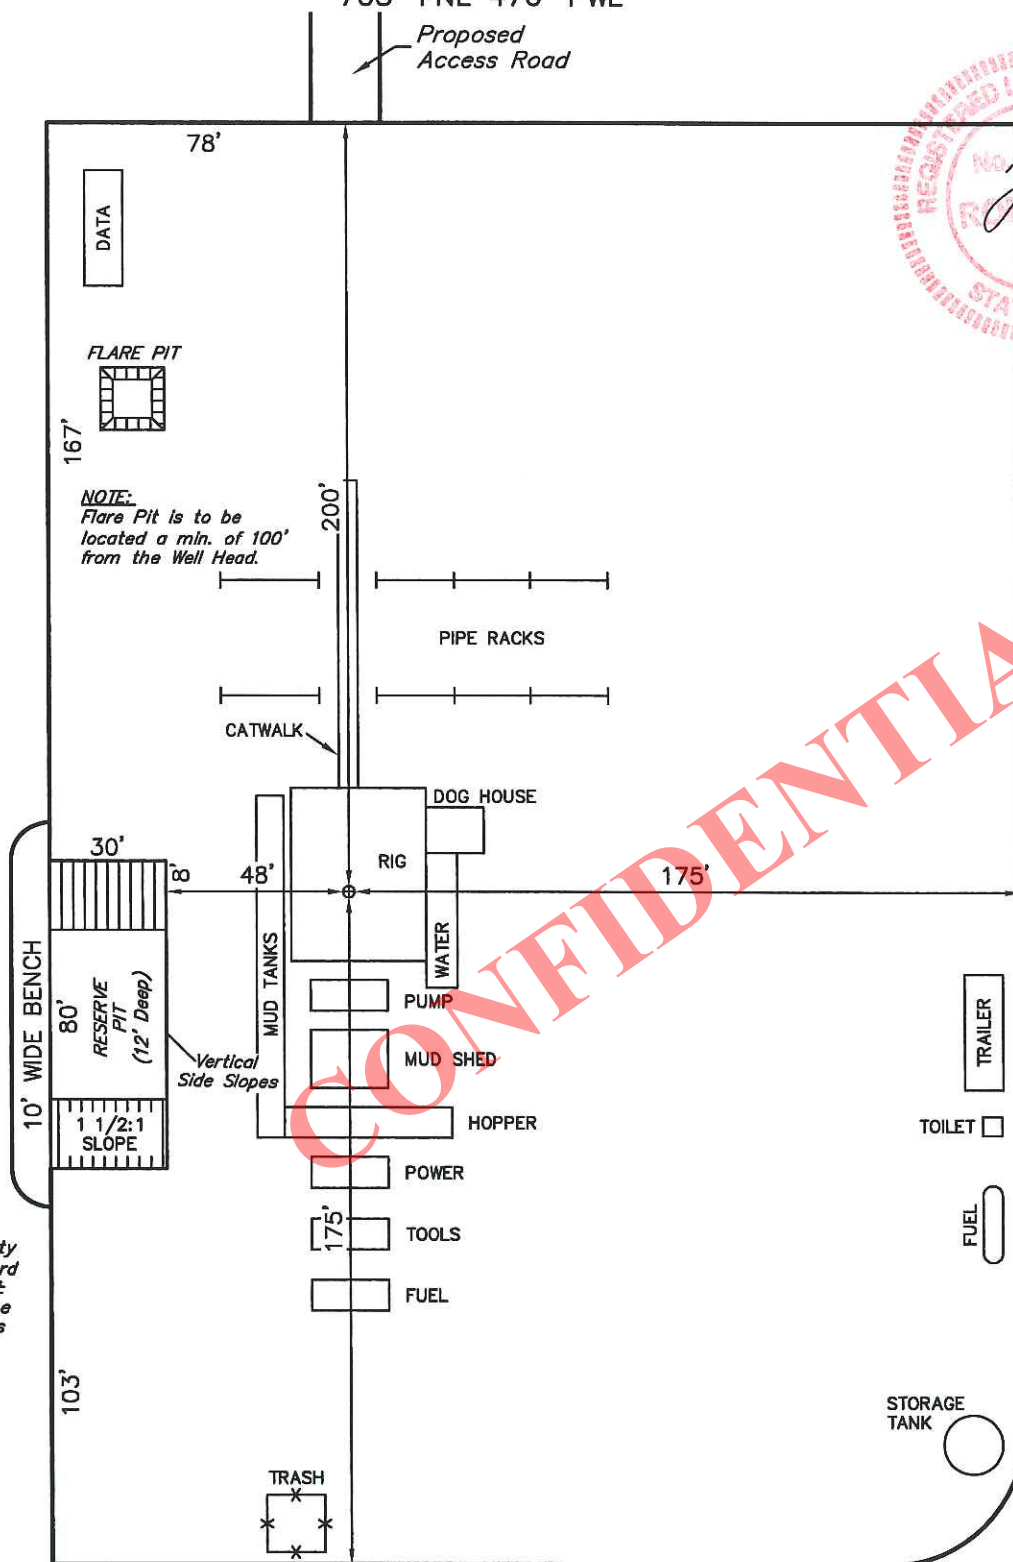 Proposed
Access Road
78'
REGISTERED
No.
STA
DATA
FLARE PIT
167'
NOTE:
Flare Pit is to be
located a min. of 100'
from the Well Head.
200'
PIPE RACKS
CATWALK
DOG HOUSE
RIG
30'
8'
48'
175'
WATER
MUD TANKS
10' WIDE BENCH
80'
RESERVE
PIT
(12' Deep)
Vertical
Side Slopes
1 1/2:1
SLOPE
PUMP
MUD SHED
HOPPER
POWER
175'
TOOLS
FUEL
TRAILER
TOILET
FUEL
103'
STORAGE
TANK
TRASH
CONFIDENTIA